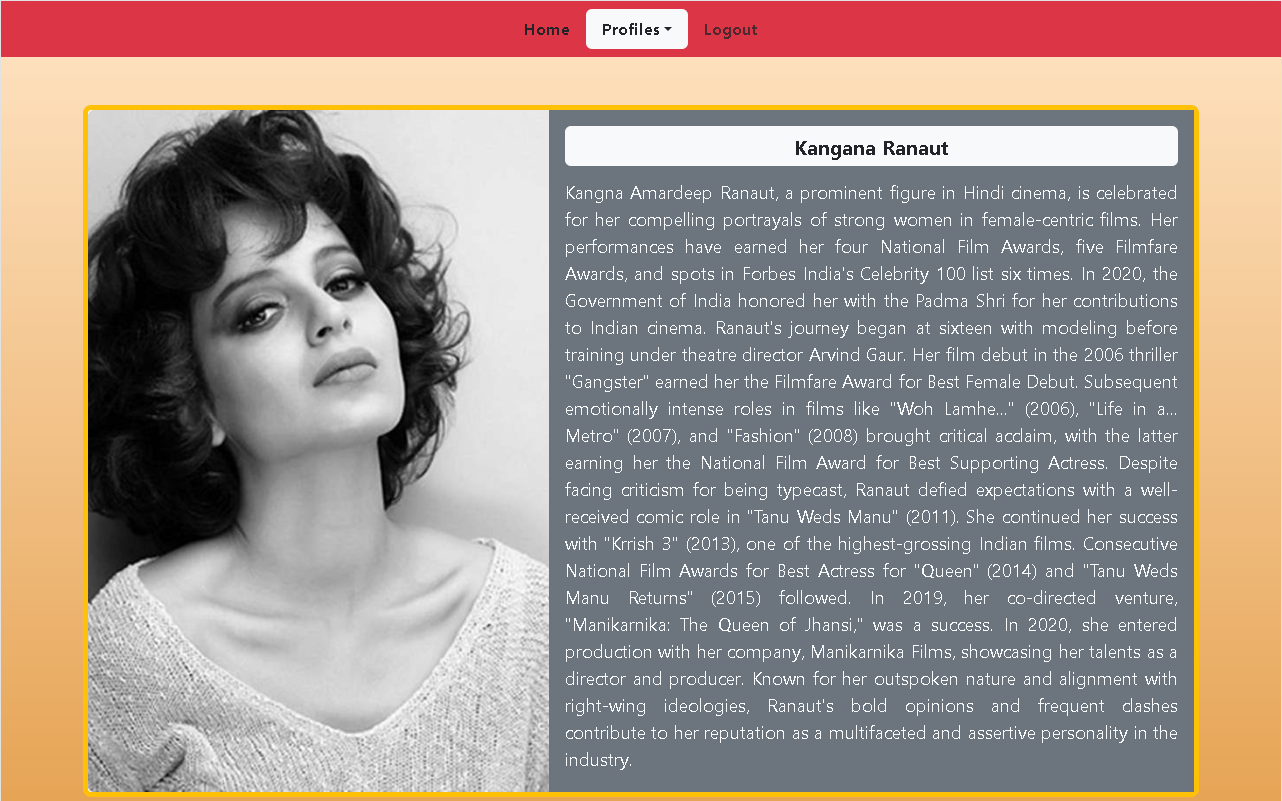 Home Profiles Logout
Kangana Ranaut
Kangna Amardeep Ranaut, a prominent figure in Hindi cinema, is celebrated
for her compelling portrayals of strong women in female-centric films. Her
performances have earned her four National Film Awards, five Filmfare
Awards, and spots in Forbes India's Celebrity 100 list six times. In 2020, the
Government of India honored her with the Padma Shri for her contributions
to Indian cinema. Ranaut's journey began at sixteen with modeling before
training under theatre director Arvind Gaur. Her film debut in the 2006 thriller
"Gangster" earned her the Filmfare Award for Best Female Debut. Subsequent
emotionally intense roles in films like "Woh Lamhe..." (2006), "Life in a...
Metro" (2007), and "Fashion" (2008) brought critical acclaim, with the latter
earning her the National Film Award for Best Supporting Actress. Despite
facing criticism for being typecast, Ranaut defied expectations with a well-
received comic role in "Tanu Weds Manu" (2011). She continued her success
with "Krrish 3" (2013), one of the highest-grossing Indian films. Consecutive
National Film Awards for Best Actress for "Queen" (2014) and "Tanu Weds
Manu Returns" (2015) followed. In 2019, her co-directed venture,
"Manikarnika: The Queen of Jhansi," was a success. In 2020, she entered
production with her company, Manikarnika Films, showcasing her talents as a
director and producer. Known for her outspoken nature and alignment with
right-wing ideologies, Ranaut's bold opinions and frequent clashes
contribute to her reputation as a multifaceted and assertive personality in the
industry.